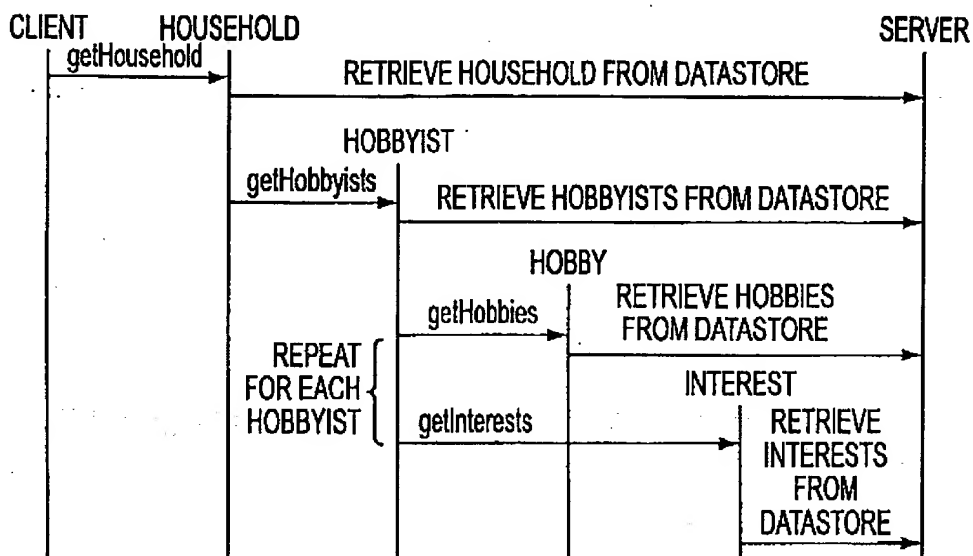 CLIENT HOUSEHOLD SERVER
getHousehold
RETRIEVE HOUSEHOLD FROM DATASTORE
HOBBYIST
getHobbyists
RETRIEVE HOBBYISTS FROM DATASTORE
HOBBY
getHobbies
RETRIEVE HOBBIES
FROM DATASTORE
REPEAT
FOR EACH
HOBBYIST
INTEREST
getInterests
RETRIEVE
INTERESTS
FROM
DATASTORE